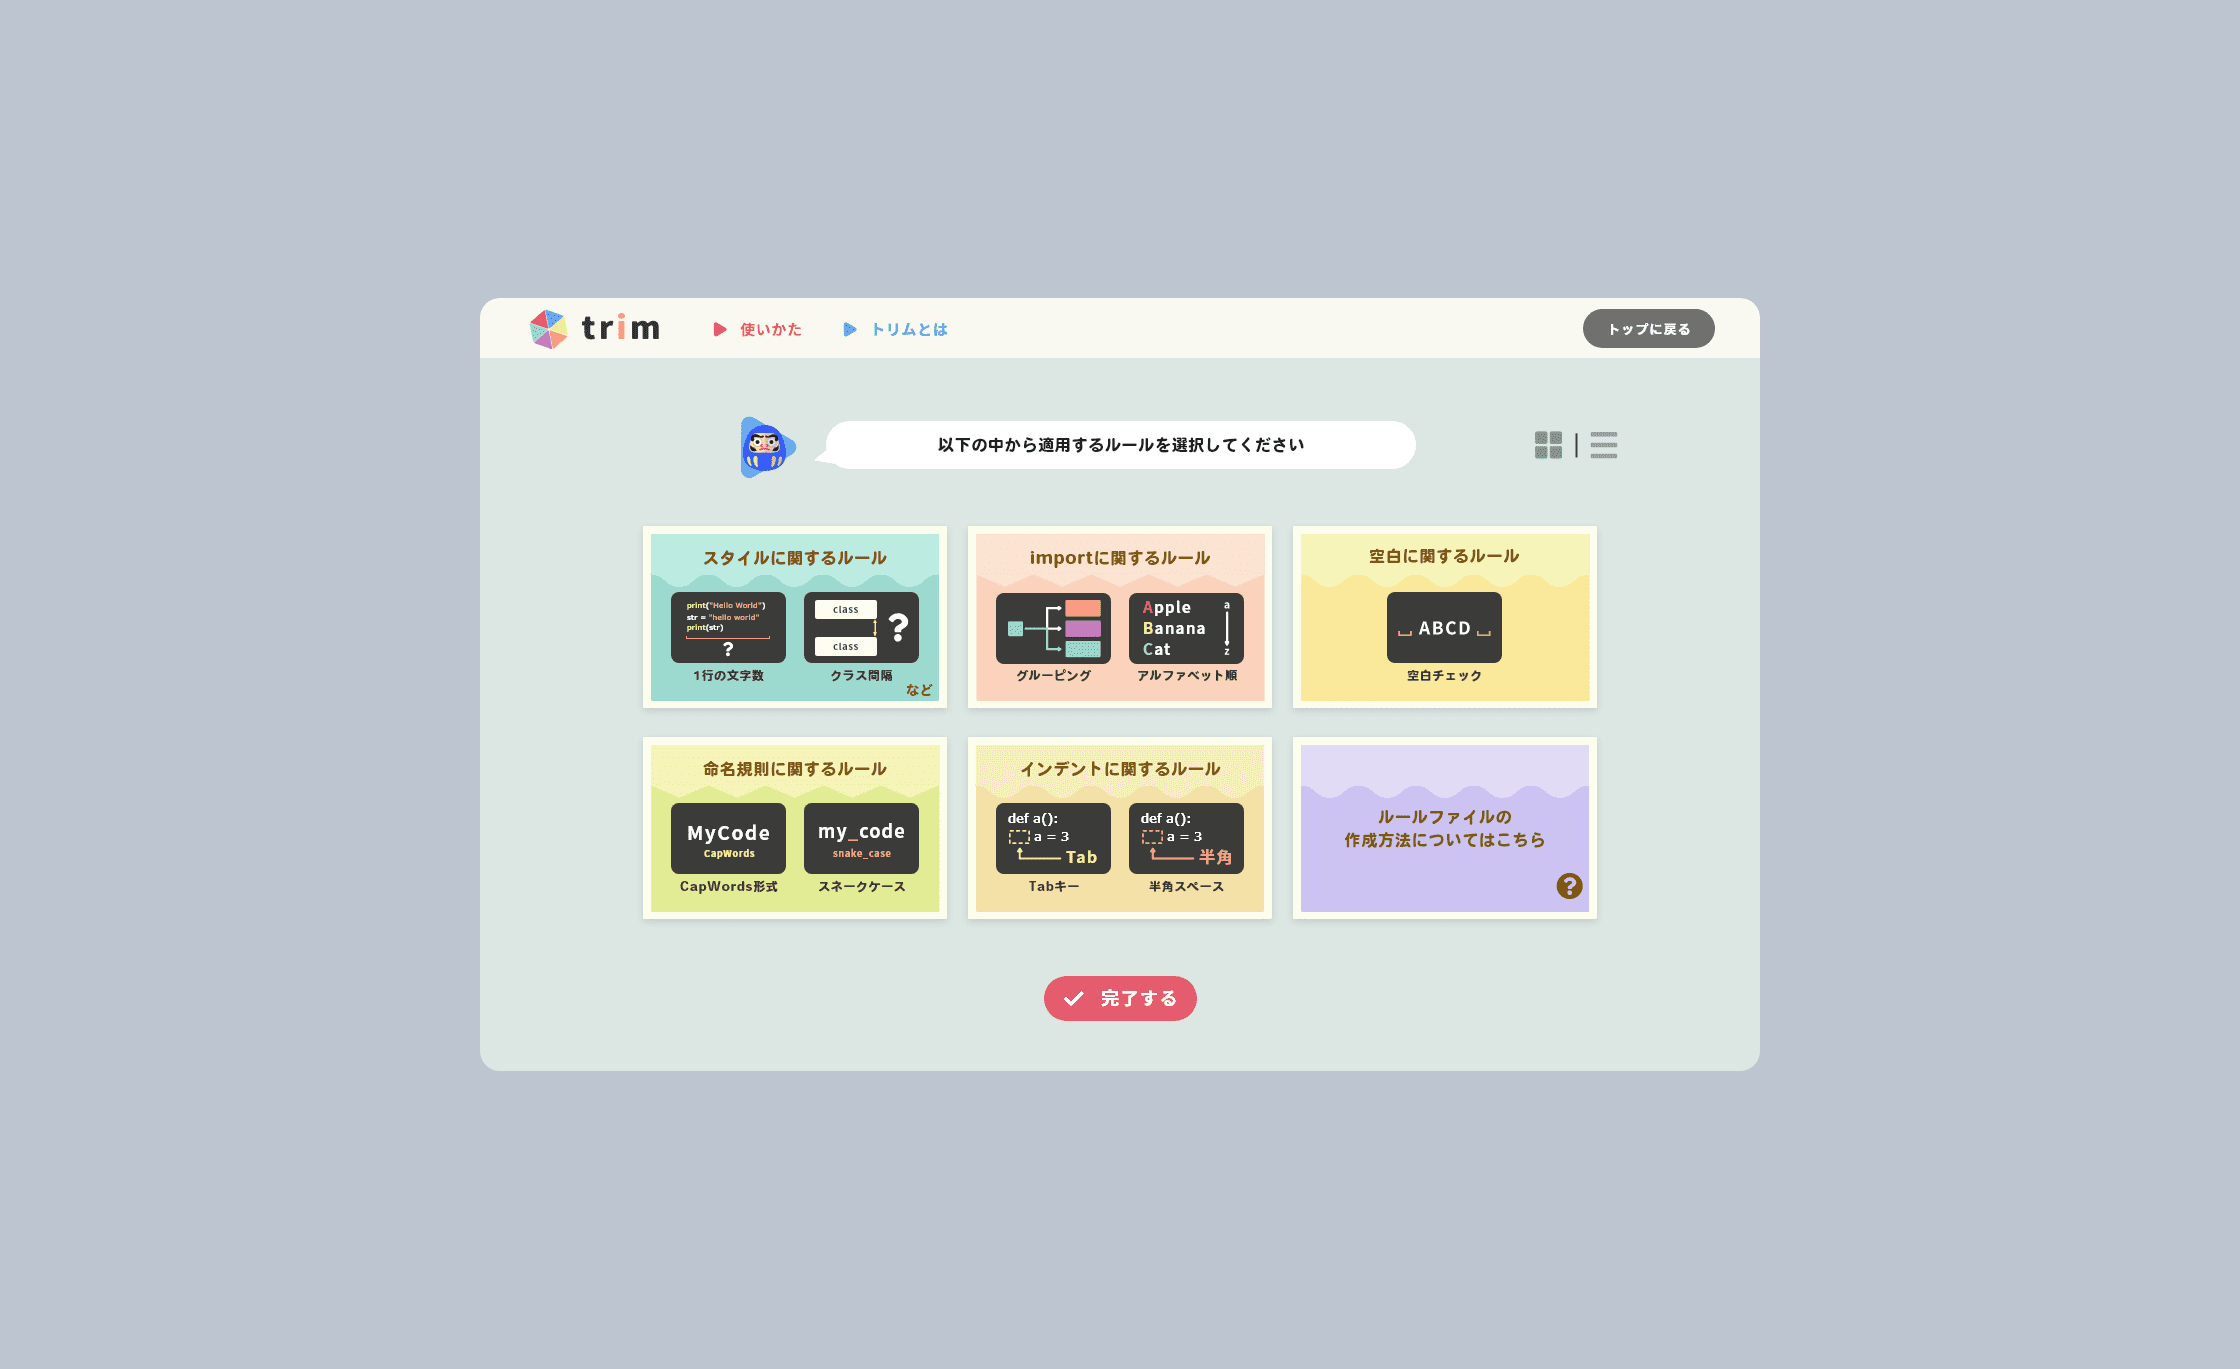 trim
使いかた
トリムとは
トップに戻る
以下の中から適用するルールを選択してください
スタイルに関するルール
print("Hello World")
str = "hello world"
print(str)
?
1行の文字数
class
class
?
クラス間隔
など
importに関するルール
グルーピング
Apple
Banana
Cat
a
z
アルファベット順
空白に関するルール
ABCD
空白チェック
命名規則に関するルール
MyCode
CapWords
CapWords形式
my_code
snake_case
スネークケース
インデントに関するルール
def a():
a = 3
Tab
Tabキー
def a():
a = 3
半角
半角スペース
ルールファイルの
作成方法についてはこちら
?
完了する